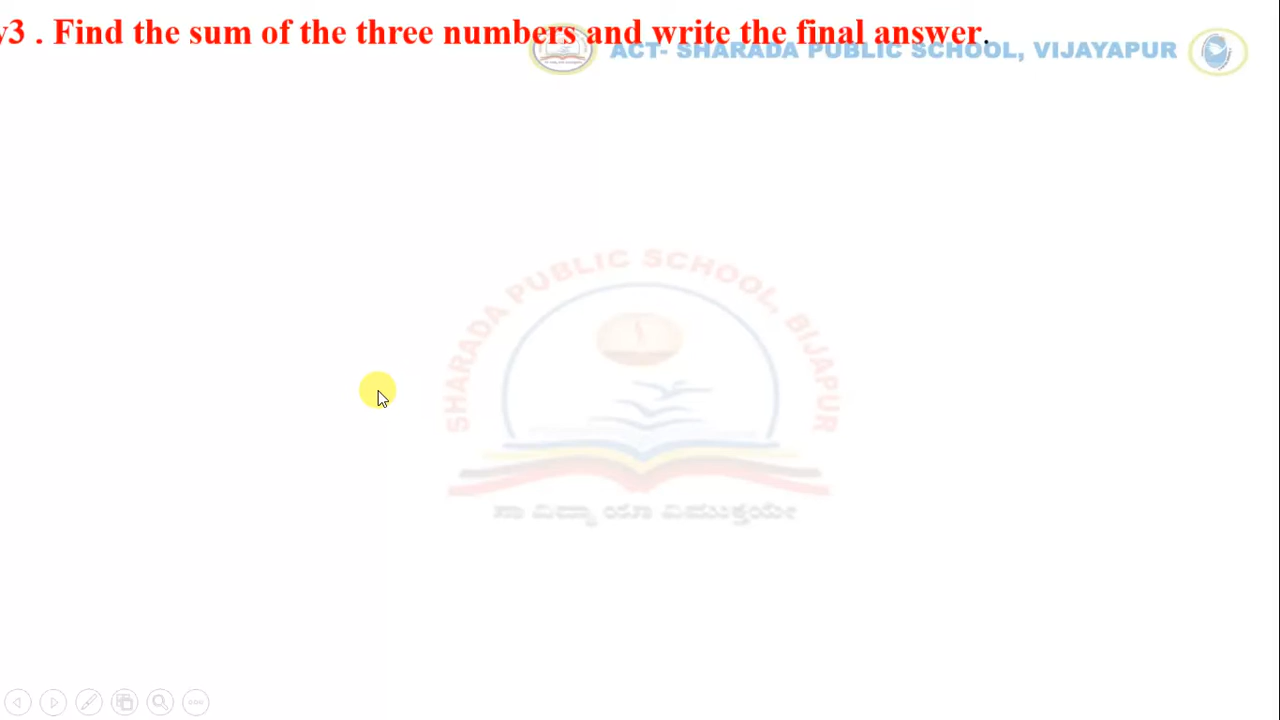 y3 . Find the sum of the three numbers and write the final answer.
ACT- SHARADA PUBLIC SCHOOL, VIJAYAPUR
SHARADA PUBLIC SCHOOL, BIJAPUR
ಸಾ ವಿದ್ಯಾ ಯಾ ವಿಮುಕ್ತಯೇ